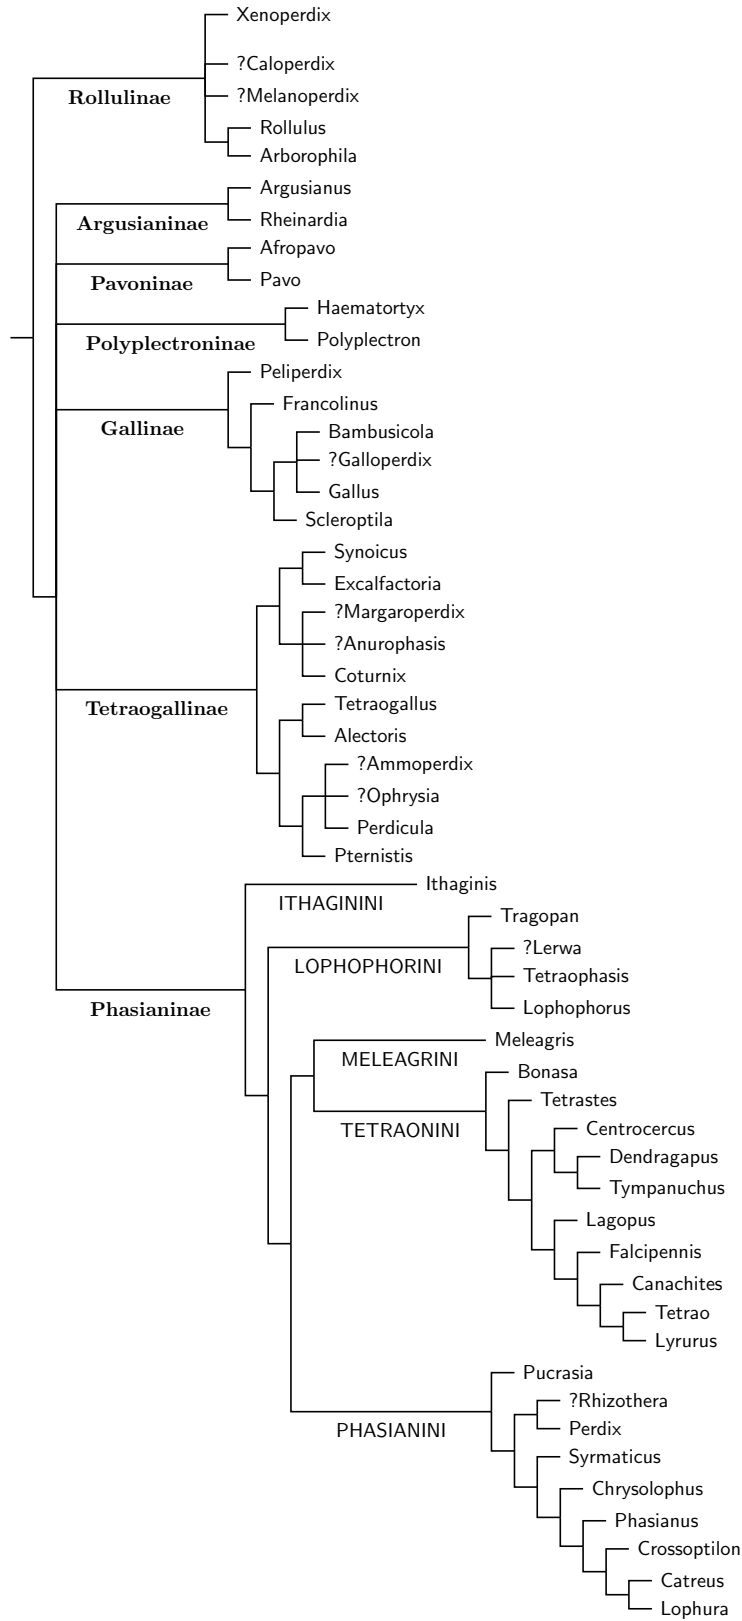 Xenoperdix
?Caloperdix
Rollulinae
?Melanoperdix
Rollulus
Arborophila
Argusianus
Argusianinae
Rheinardia
Afropavo
Pavoninae
Pavo
Haematortyx
Polyplectroninae
Polyplectron
Peliperdix
Francolinus
Gallinae
Bambusicola
?Galloperdix
Gallus
Scleroptila
Synoicus
Excalfactoria
?Margaroperdix
?Anurophasis
Coturnix
Tetraogallinae
Tetraogallus
Alectoris
?Ammoperdix
?Ophrysia
Perdicula
Pternistis
Ithaginis
ITHAGININI
Tragopan
?Lerwa
LOPHOPHORINI
Tetraophasis
Lophophorus
Phasianinae
Meleagris
MELEAGRINI
Bonasa
Tetrastes
TETRAONINI
Centrocercus
Dendragapus
Tympanuchus
Lagopus
Falcipennis
Canachites
Tetrao
Lyrurus
Pucrasia
?Rhizothera
PHASIANINI
Perdix
Syrmaticus
Chrysolophus
Phasianus
Crossoptilon
Catreus
Lophura